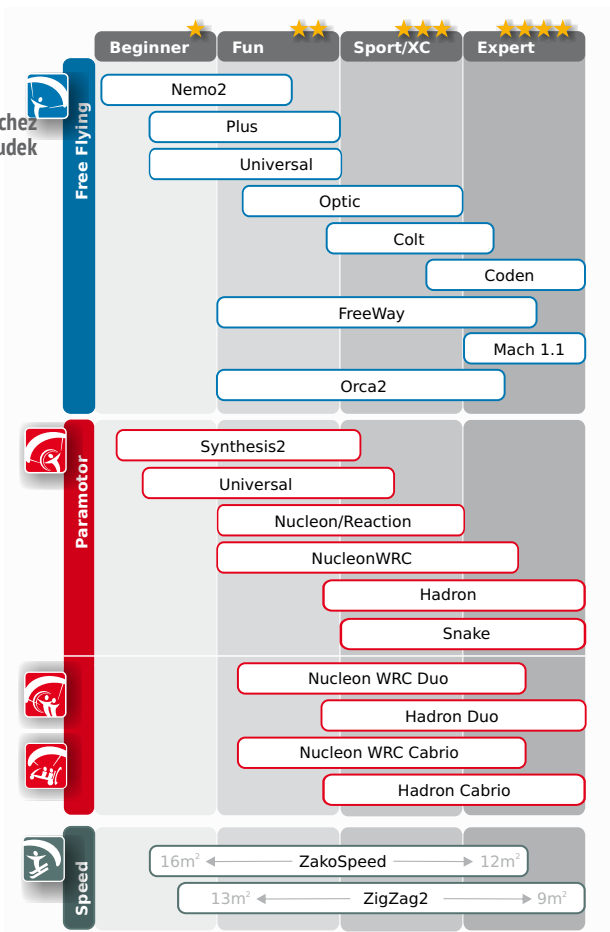 Beginner Fun Sport/XC Expert
chez
udek
Free Flying
Nemo2
Plus
Universal
Optic
Colt
Coden
FreeWay
Mach 1.1
Orca2
Paramotor
Synthesis2
Universal
Nucleon/Reaction
NucleonWRC
Hadron
Snake
Nucleon WRC Duo
Hadron Duo
Nucleon WRC Cabrio
Hadron Cabrio
Speed
16m² ZakoSpeed 12m²
13m² ZigZag2 9m²